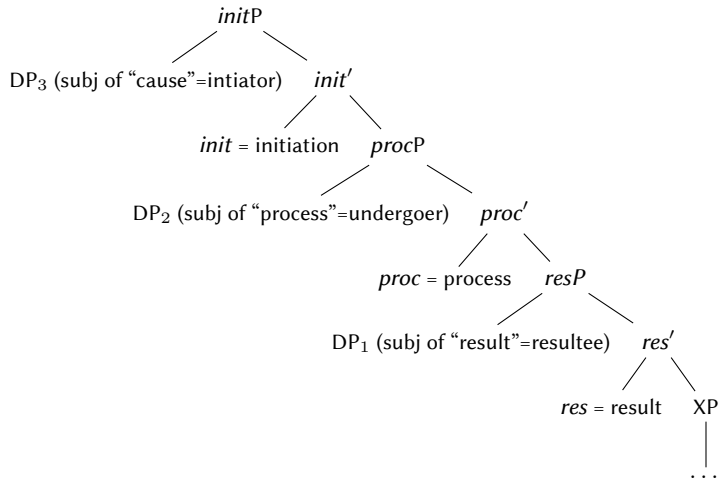 initP
DP₃ (subj of “cause”=intiator) init′
init = initiation procP
DP₂ (subj of “process”=undergoer) proc′
proc = process resP
DP₁ (subj of “result”=resultee) res′
res = result XP
...